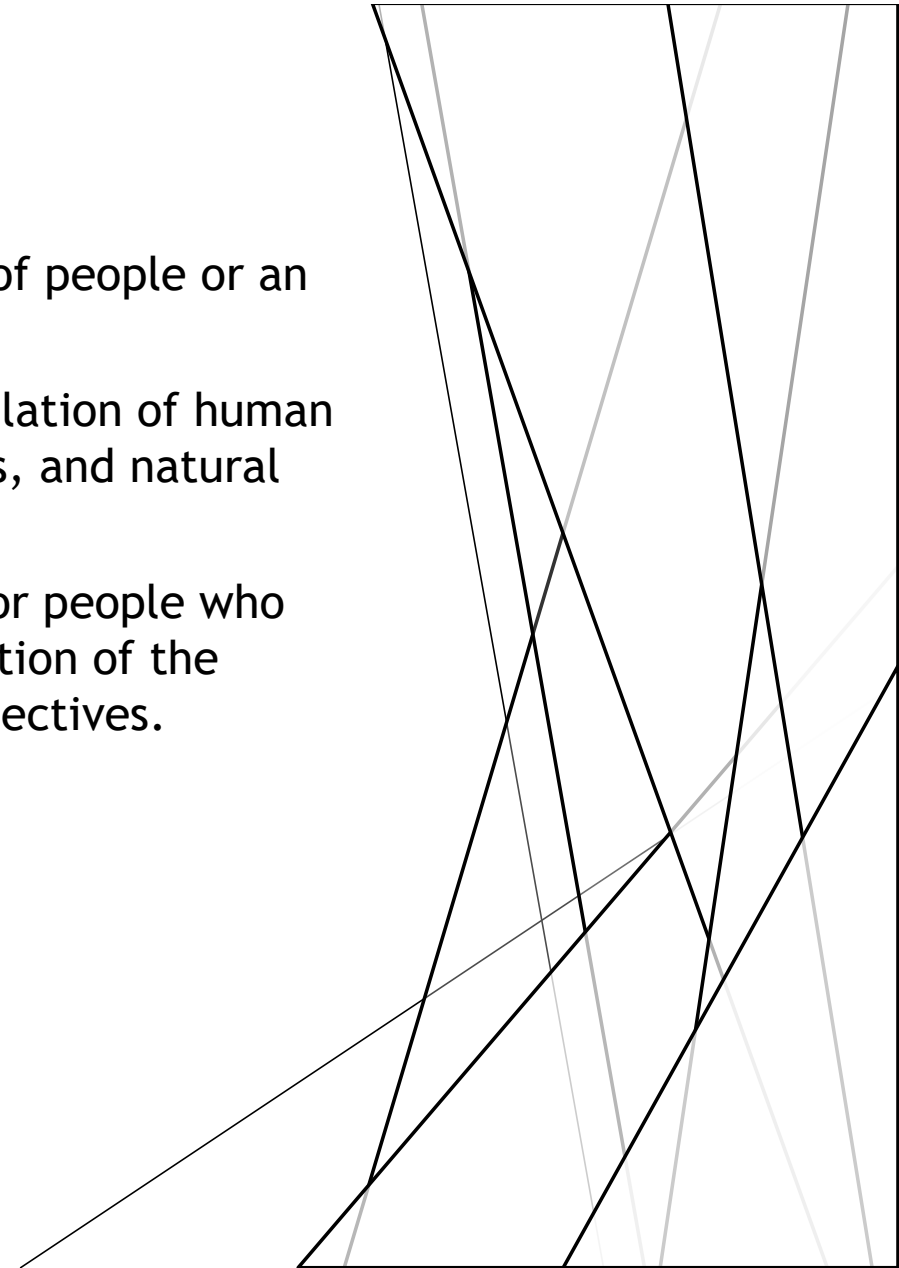 of people or an
lation of human
s, and natural
or people who
tion of the
ectives.